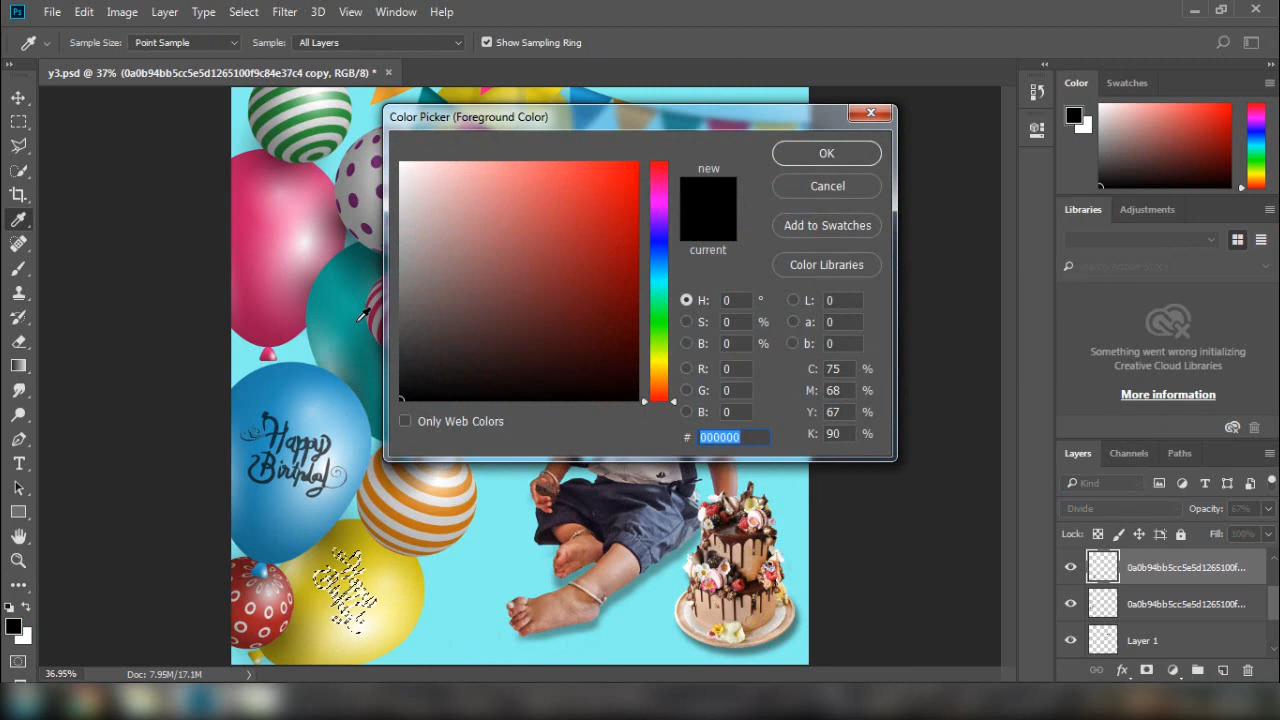 Ps File Edit Image Layer Type Select Filter 3D View Window Help
Sample Size: Point Sample Sample: All Layers Show Sampling Ring
y3.psd @ 37% (0a0b94bb5cc5e5d1265100f9c84e37c4 copy, RGB/8) *
Color Swatches
Color Picker (Foreground Color)
new
current
OK
Cancel
Add to Swatches
Color Libraries
H: 0 °
S: 0 %
B: 0 %
R: 0
G: 0
B: 0
# 000000
L: 0
a: 0
b: 0
C: 75 %
M: 68 %
Y: 67 %
K: 90 %
Only Web Colors
Libraries Adjustments
Search Adobe Stock
Something went wrong initializing
Creative Cloud Libraries
More information
Layers Channels Paths
Kind
Divide Opacity: 67%
Lock: Fill: 100%
0a0b94bb5cc5e5d1265100f...
0a0b94bb5cc5e5d1265100f...
Layer 1
Happy
Birthday
Happy
Birthday
36.95% Doc: 7.95M/17.1M